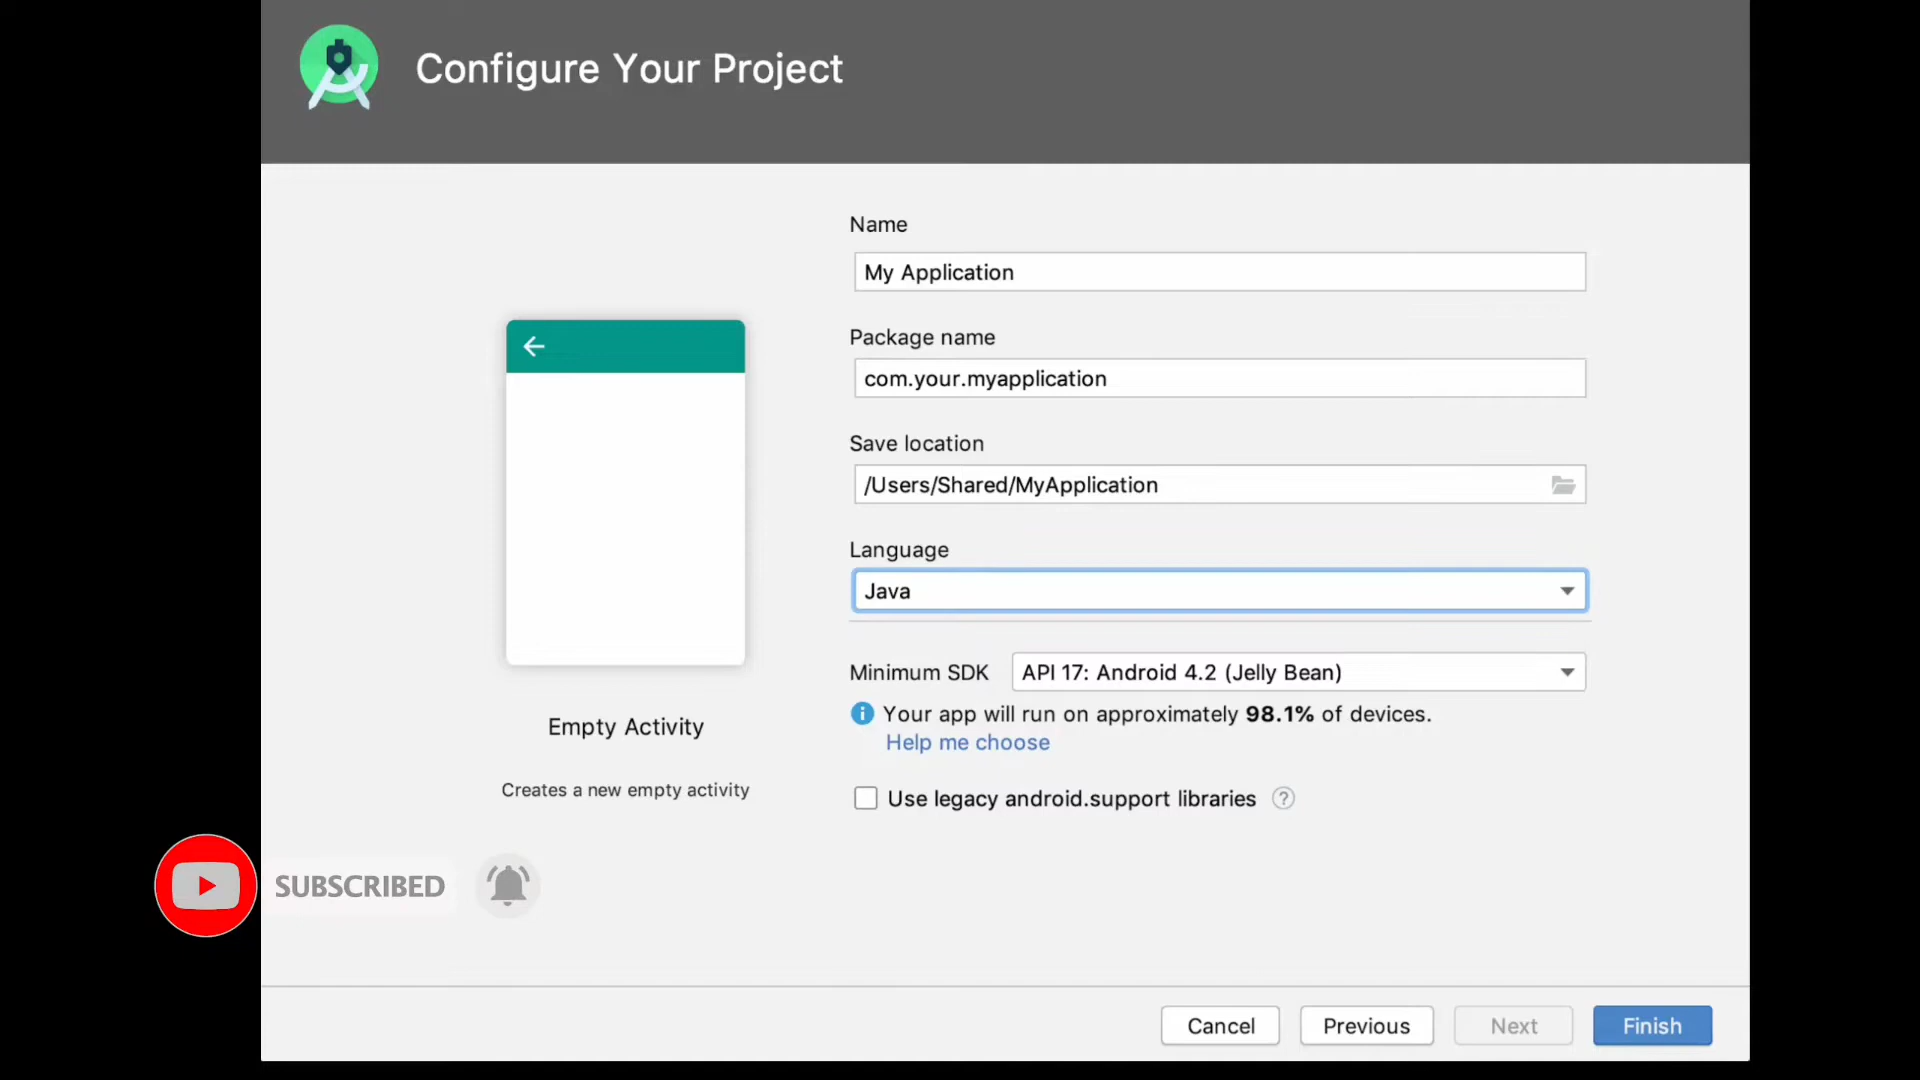 Configure Your Project
Name
My Application
Package name
com.your.myapplication
Save location
/Users/Shared/MyApplication
Language
Java
Minimum SDK
API 17: Android 4.2 (Jelly Bean)
i Your app will run on approximately 98.1% of devices.
Help me choose
Use legacy android.support libraries ?
Empty Activity
Creates a new empty activity
SUBSCRIBED
Cancel
Previous
Next
Finish